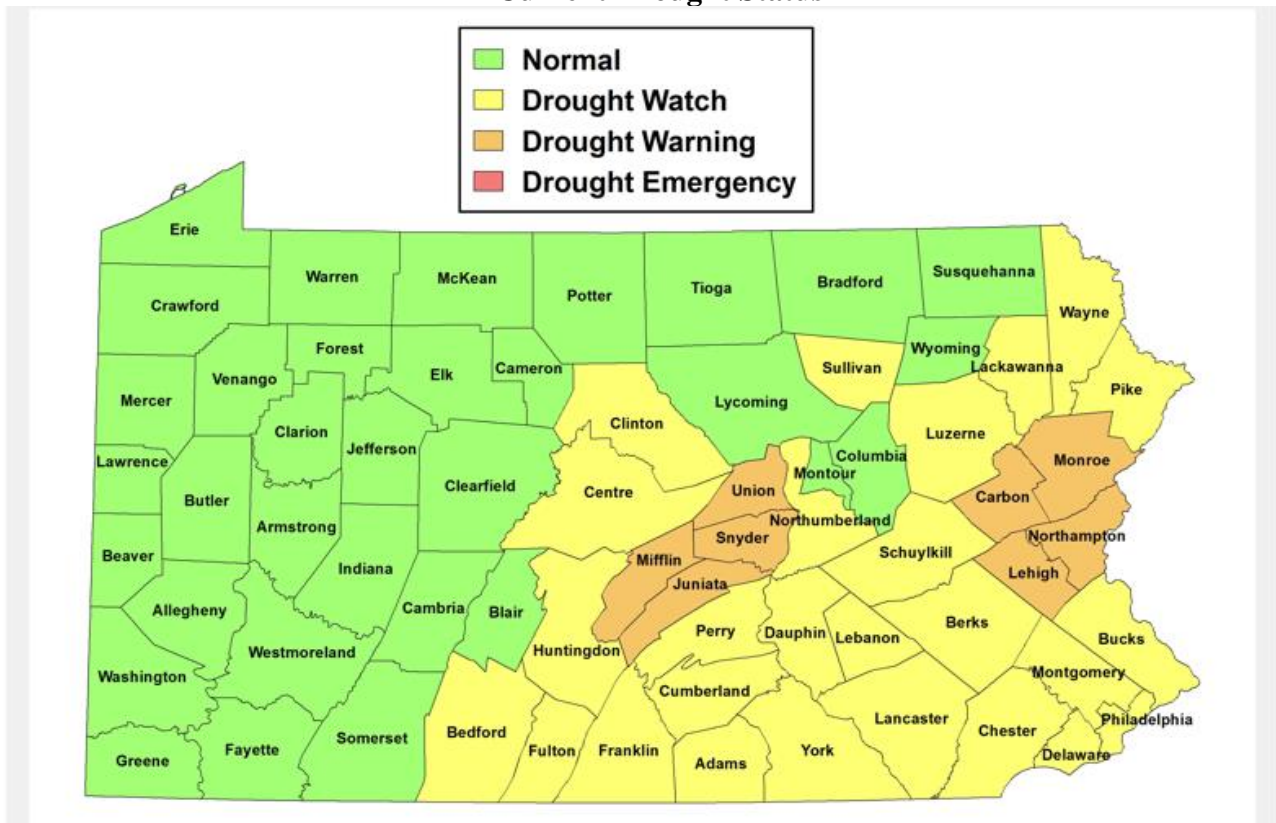 Current Drought Status
Normal
Drought Watch
Drought Warning
Drought Emergency
Erie
Warren
McKean
Potter
Tioga
Bradford
Susquehanna
Wayne
Crawford
Forest
Elk
Cameron
Sullivan
Wyoming
Lackawanna
Pike
Mercer
Venango
Clarion
Jefferson
Clinton
Lycoming
Columbia
Luzerne
Monroe
Lawrence
Butler
Armstrong
Clearfield
Centre
Union
Montour
Carbon
Northumberland
Northampton
Beaver
Indiana
Mifflin
Snyder
Schuylkill
Lehigh
Allegheny
Cambria
Blair
Juniata
Westmoreland
Huntingdon
Perry
Dauphin
Lebanon
Berks
Bucks
Washington
Cumberland
Montgomery
Greene
Fayette
Somerset
Bedford
Fulton
Franklin
Adams
York
Lancaster
Chester
Delaware
Philadelphia